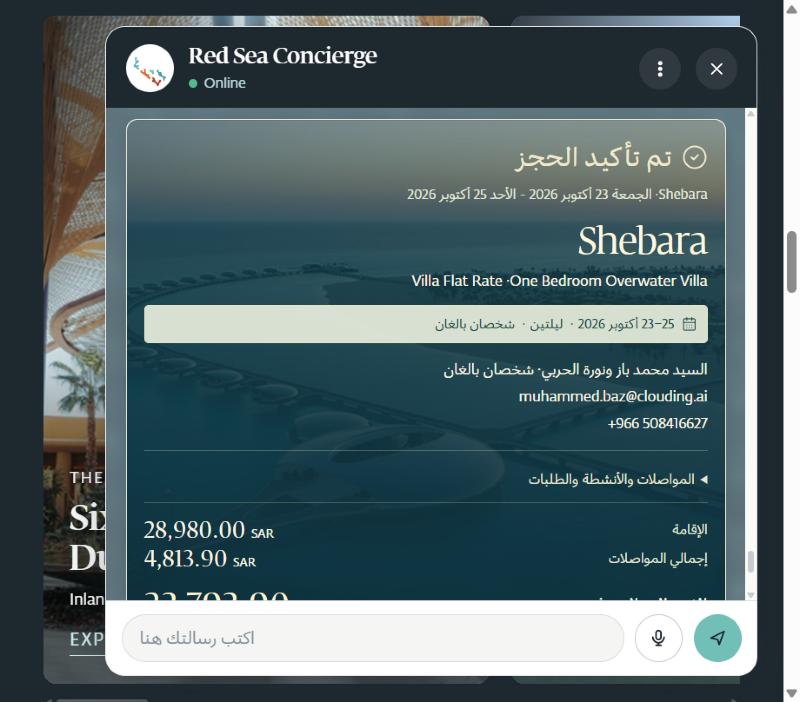 Red Sea Concierge
Online
تم تأكيد الحجز
Shebara· الجمعة 23 أكتوبر 2026 - الأحد 25 أكتوبر 2026
Shebara
Villa Flat Rate ·One Bedroom Overwater Villa
23–25 أكتوبر 2026 · ليلتين · شخصان بالغان
السيد محمد باز ونورة الحربي· شخصان بالغان
muhammed.baz@clouding.ai
+966 508416627
المواصلات والأنشطة والطلبات
الإقامة 28,980.00 SAR
إجمالي المواصلات 4,813.90 SAR
THE
Six
Du
Inlan
EXP
اكتب رسالتك هنا